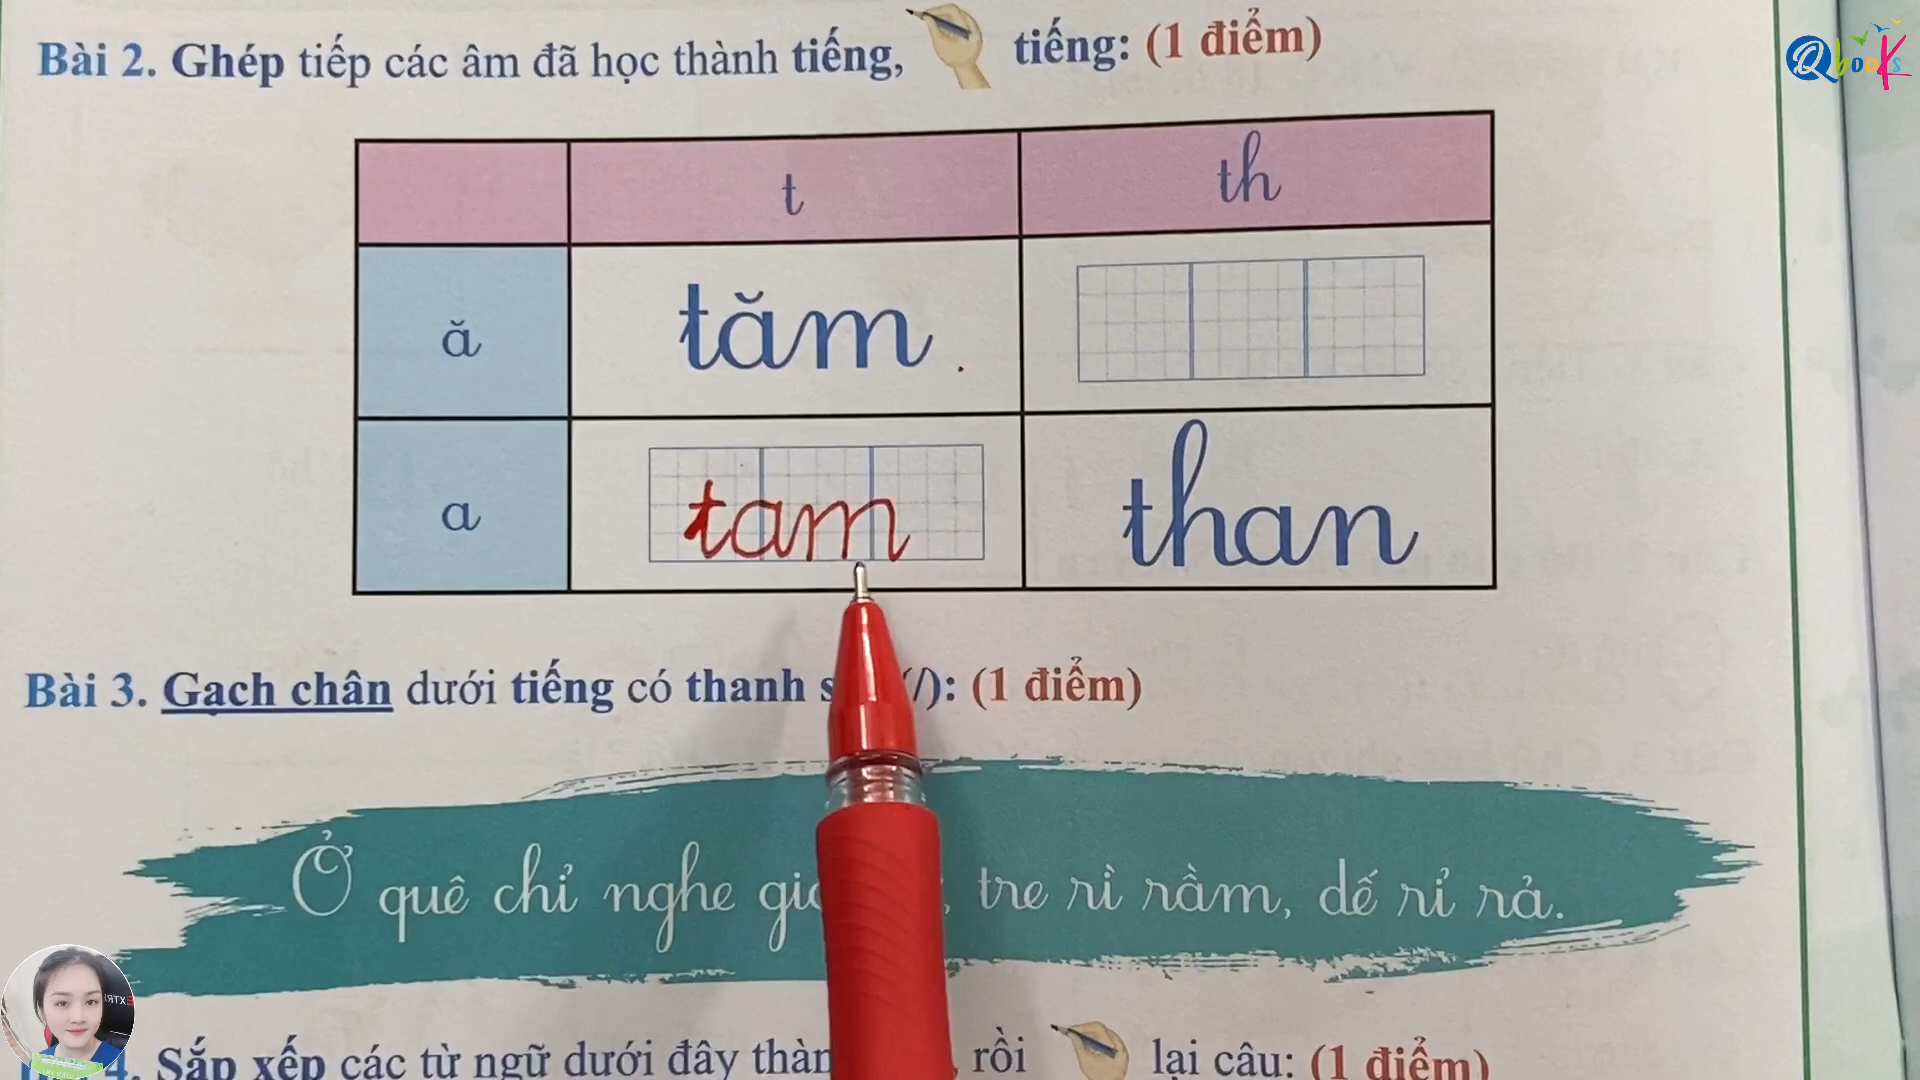 Bài 2. Ghép tiếp các âm đã học thành tiếng, tiếng: (1 điểm)
Qbooks
t th
ă tăm
a tam than
Bài 3. Gạch chân dưới tiếng có thanh (/): (1 điểm)
Ở quê chỉ nghe tre rì rầm, dế rỉ rả.
4. Sắp xếp các từ ngữ dưới đây rồi lại câu: (1 điểm)